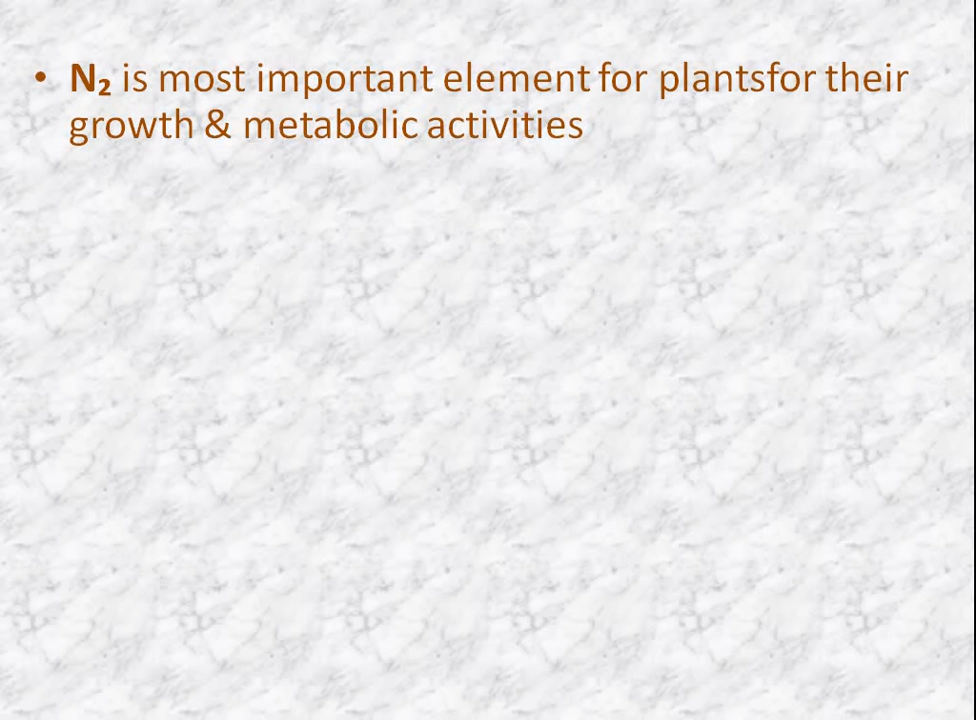 • N₂ is most important element for plantsfor their
growth & metabolic activities